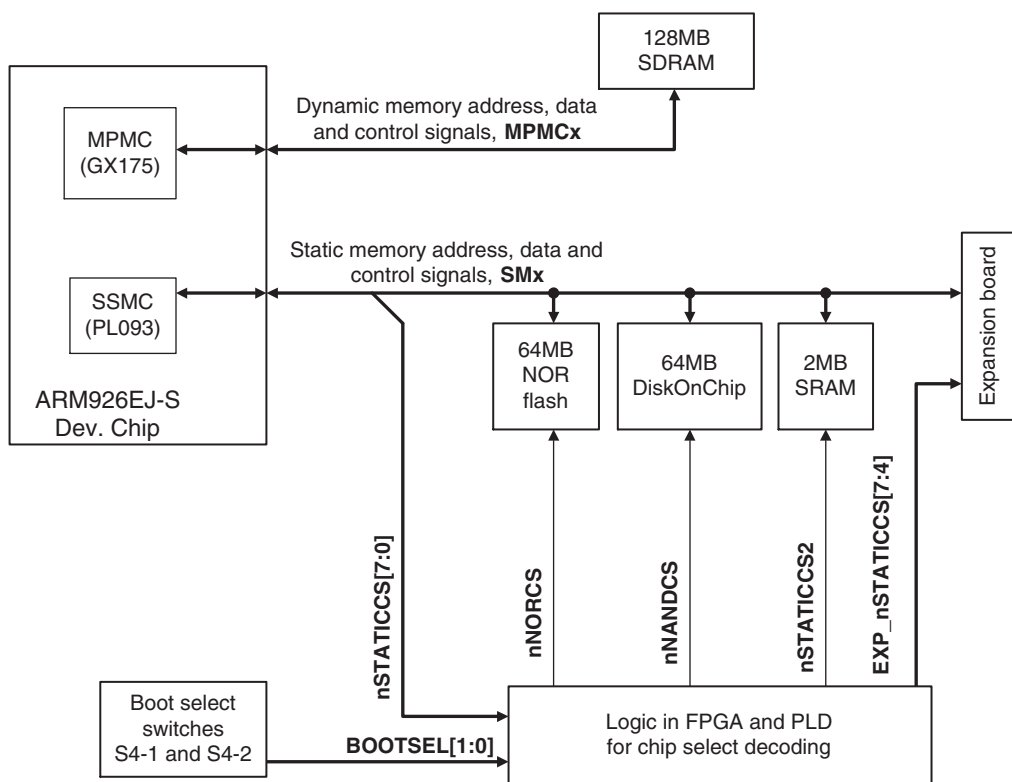 128MB
SDRAM
Dynamic memory address, data
and control signals, MPMCx
MPMC
(GX175)
Static memory address, data and
control signals, SMx
SSMC
(PL093)
ARM926EJ-S
Dev. Chip
64MB
NOR
flash
64MB
DiskOnChip
2MB
SRAM
Expansion board
nSTATICCS[7:0]
nNORCS
nNANDCS
nSTATICCS2
EXP_nSTATICCS[7:4]
Boot select
switches
S4-1 and S4-2
BOOTSEL[1:0]
Logic in FPGA and PLD
for chip select decoding